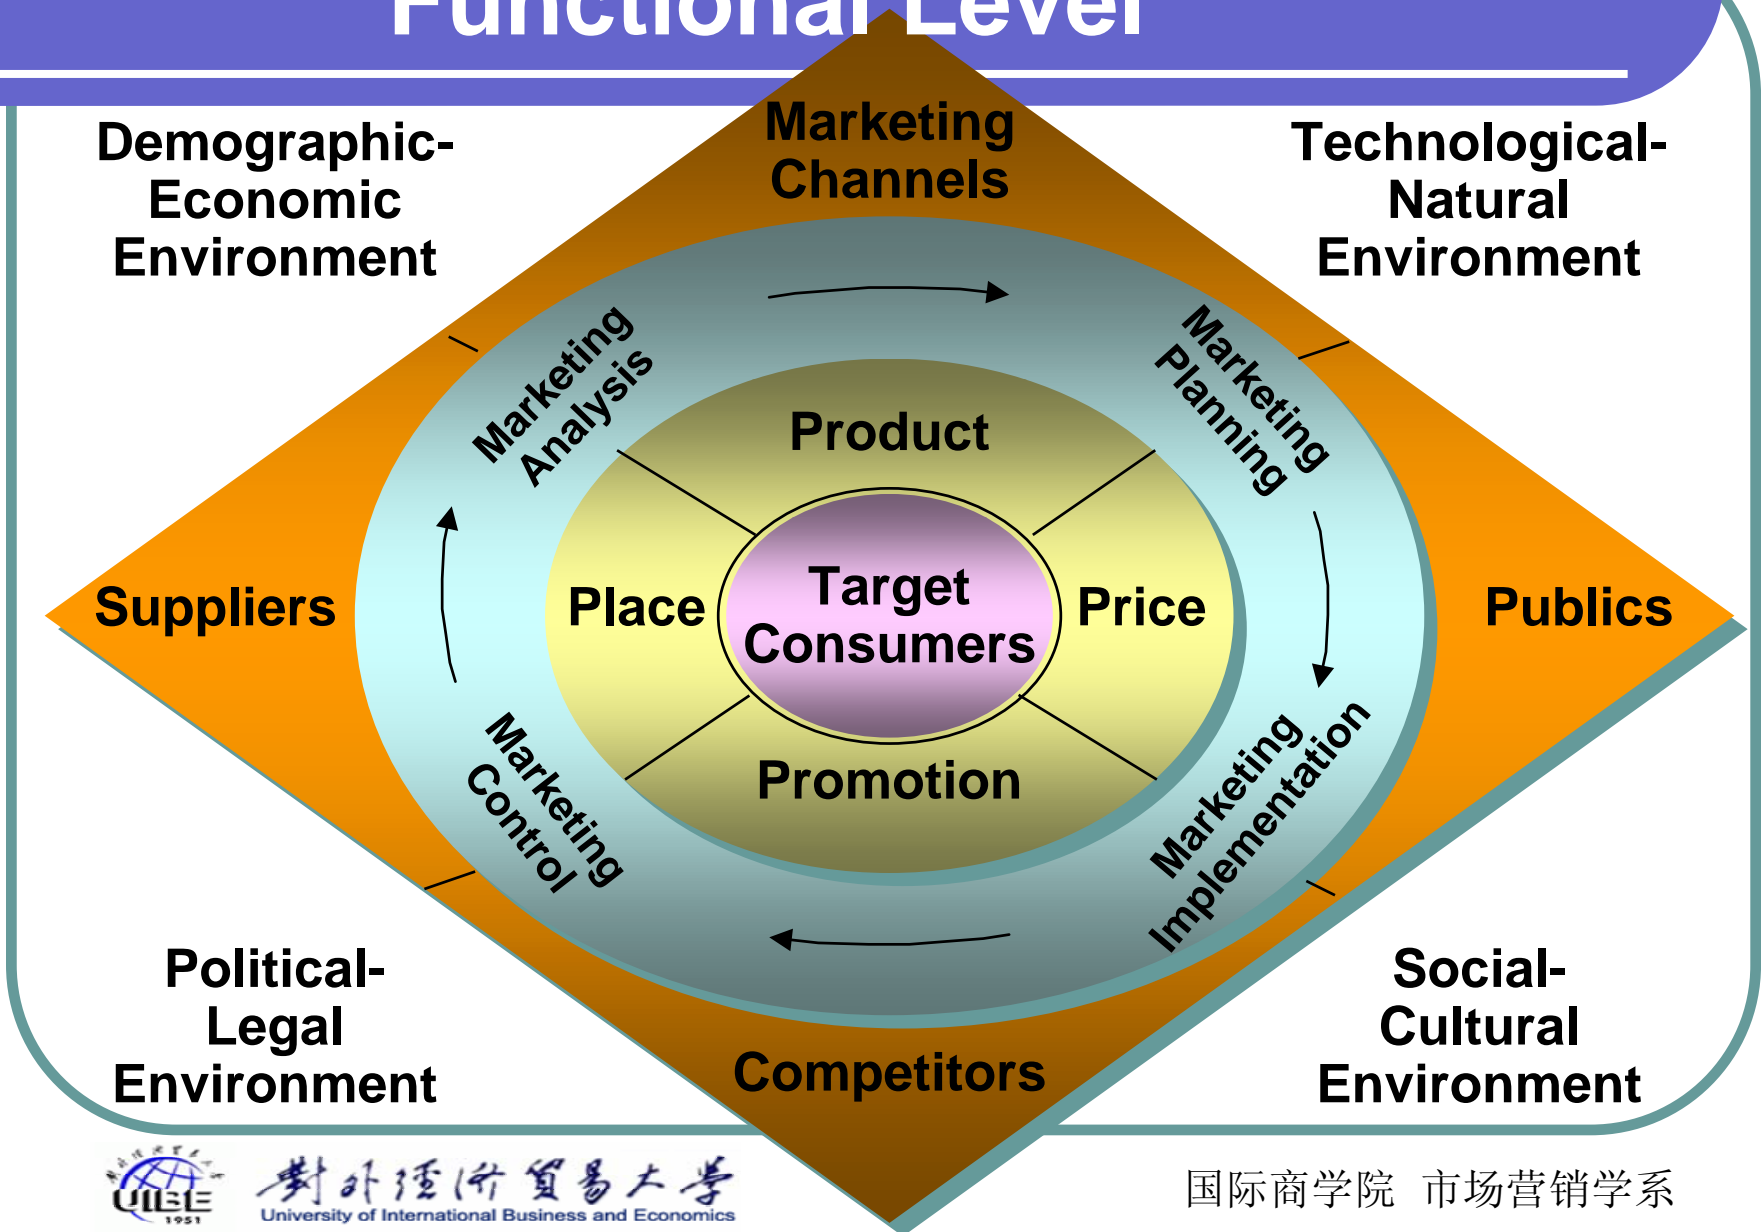 Functional Level
Marketing
Channels
Demographic-
Economic
Environment
Technological-
Natural
Environment
Marketing
Analysis
Marketing
Planning
Product
Suppliers
Place
Target
Consumers
Price
Publics
Promotion
Marketing
Control
Marketing
Implementation
Political-
Legal
Environment
Competitors
Social-
Cultural
Environment
UIBE
1951
對外經济貿易大学
University of International Business and Economics
国际商学院 市场营销学系